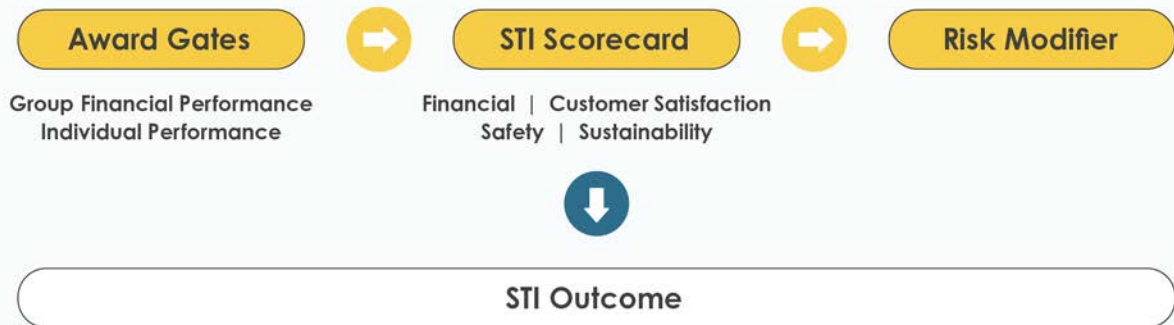 Award Gates
STI Scorecard
Risk Modifier
Group Financial Performance
Individual Performance
Financial | Customer Satisfaction
Safety | Sustainability
STI Outcome